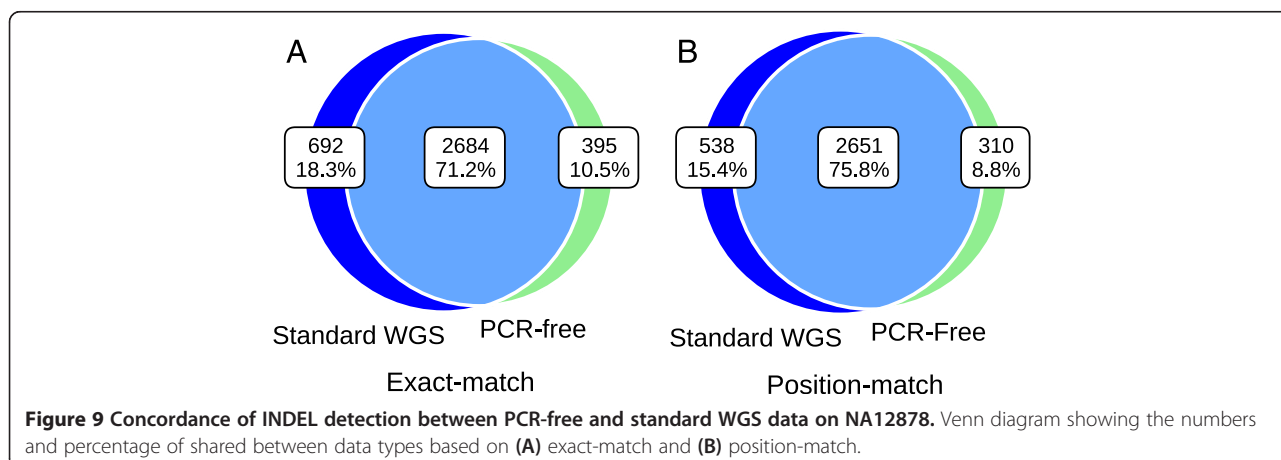 A
692
18.3%
2684
71.2%
395
10.5%
Standard WGS
PCR-free
Exact-match
B
538
15.4%
2651
75.8%
310
8.8%
Standard WGS
PCR-Free
Position-match
Figure 9 Concordance of INDEL detection between PCR-free and standard WGS data on NA12878. Venn diagram showing the numbers
and percentage of shared between data types based on (A) exact-match and (B) position-match.